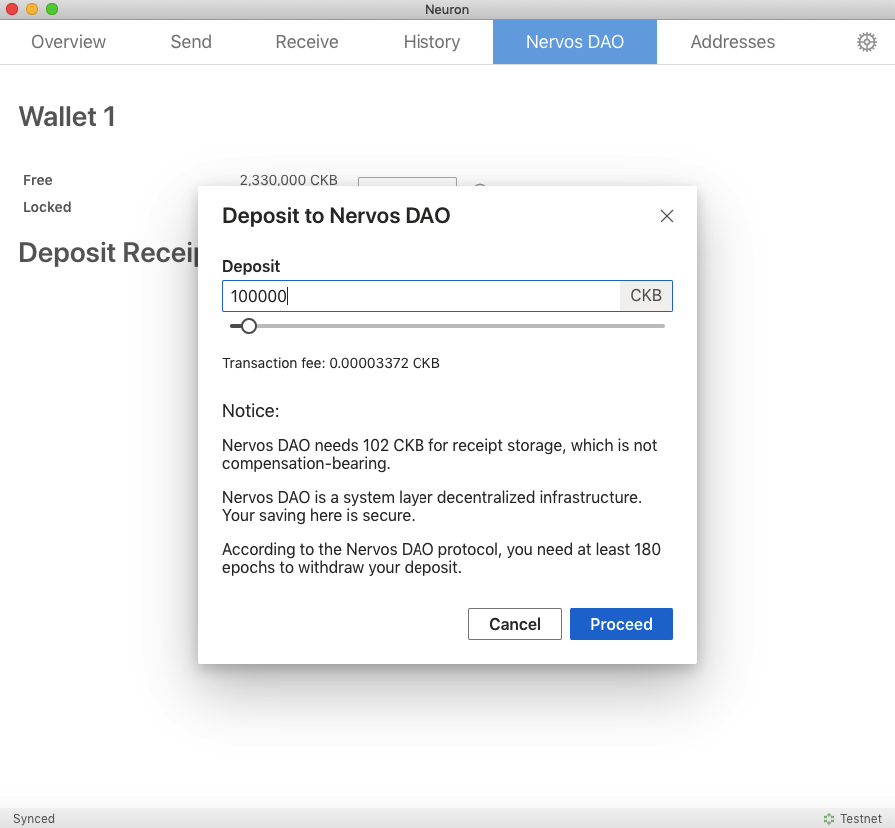 Neuron
Overview
Send
Receive
History
Nervos DAO
Addresses
Wallet 1
Free
2,330,000 CKB
Locked
Deposit Receip
Deposit to Nervos DAO
Deposit
100000
CKB
Transaction fee: 0.00003372 CKB
Notice:
Nervos DAO needs 102 CKB for receipt storage, which is not
compensation-bearing.
Nervos DAO is a system layer decentralized infrastructure.
Your saving here is secure.
According to the Nervos DAO protocol, you need at least 180
epochs to withdraw your deposit.
Cancel
Proceed
Synced
Testnet